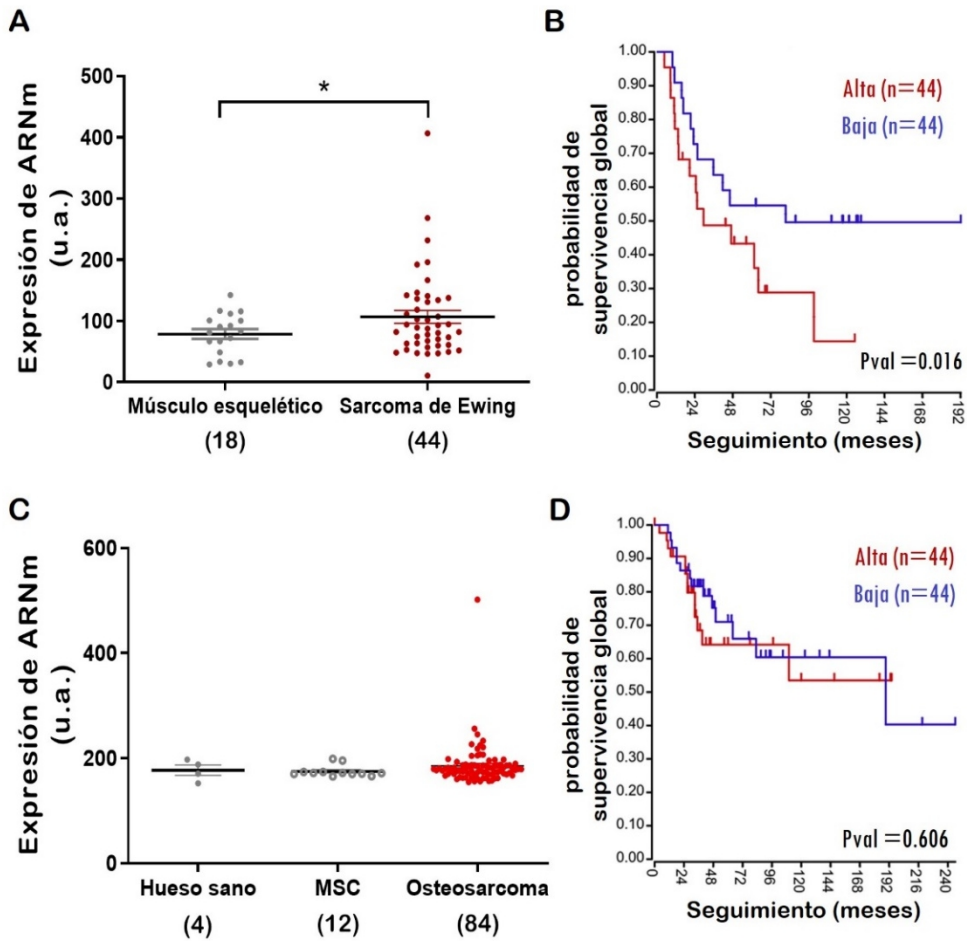 A
Expresión de ARNm
(u.a.)
500
400
300
200
100
0
*
Músculo esquelético
Sarcoma de Ewing
(18)
(44)
B
probabilidad de
supervivencia global
1.00
0.90
0.80
0.70
0.60
0.50
0.40
0.30
0.20
0.10
0.00
Alta (n=44)
Baja (n=44)
Pval =0.016
0
24
48
72
96
120
144
168
192
Seguimiento (meses)
C
Expresión de ARNm
(u.a.)
600
400
200
0
Hueso sano
MSC
Osteosarcoma
(4)
(12)
(84)
D
probabilidad de
supervivencia global
1.00
0.90
0.80
0.70
0.60
0.50
0.40
0.30
0.20
0.10
0.00
Alta (n=44)
Baja (n=44)
Pval =0.606
0
24
48
72
96
120
144
168
192
216
240
Seguimiento (meses)